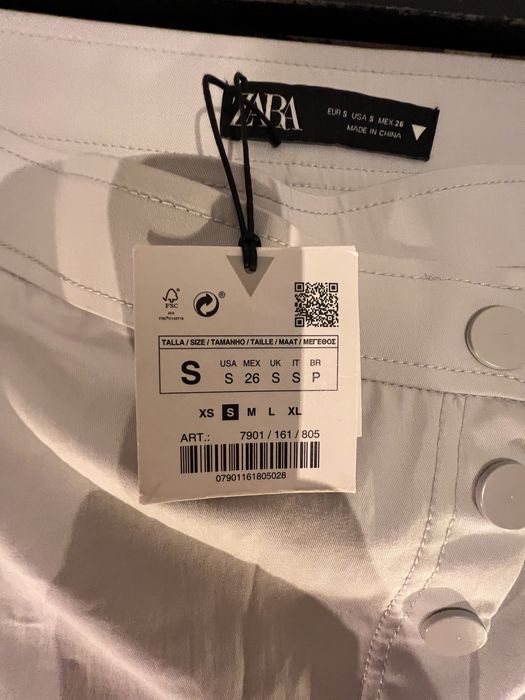 ZARA
EUR S USA S MEX 26
MADE IN CHINA
FSC
TALLA / SIZE / TAMANHO / TAILLE / MAAT / ΜΕΓΕΘΟΣ
USA MEX UK IT BR
S S 26 S S P
XS S M L XL
ART.: 7901 / 161 / 805
07901161805028